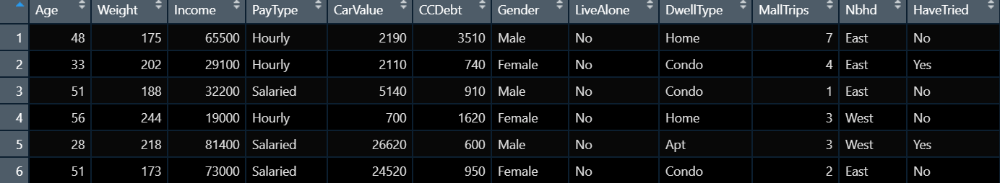 Age Weight Income PayType CarValue CCDebt Gender LiveAlone DwellType MallTrips Nbhd HaveTried
1 48 175 65500 Hourly 2190 3510 Male No Home 7 East No
2 33 202 29100 Hourly 2110 740 Female No Condo 4 East Yes
3 51 188 32200 Salaried 5140 910 Male No Condo 1 East No
4 56 244 19000 Hourly 700 1620 Female No Home 3 West No
5 28 218 81400 Salaried 26620 600 Male No Apt 3 West Yes
6 51 173 73000 Salaried 24520 950 Female No Condo 2 East No